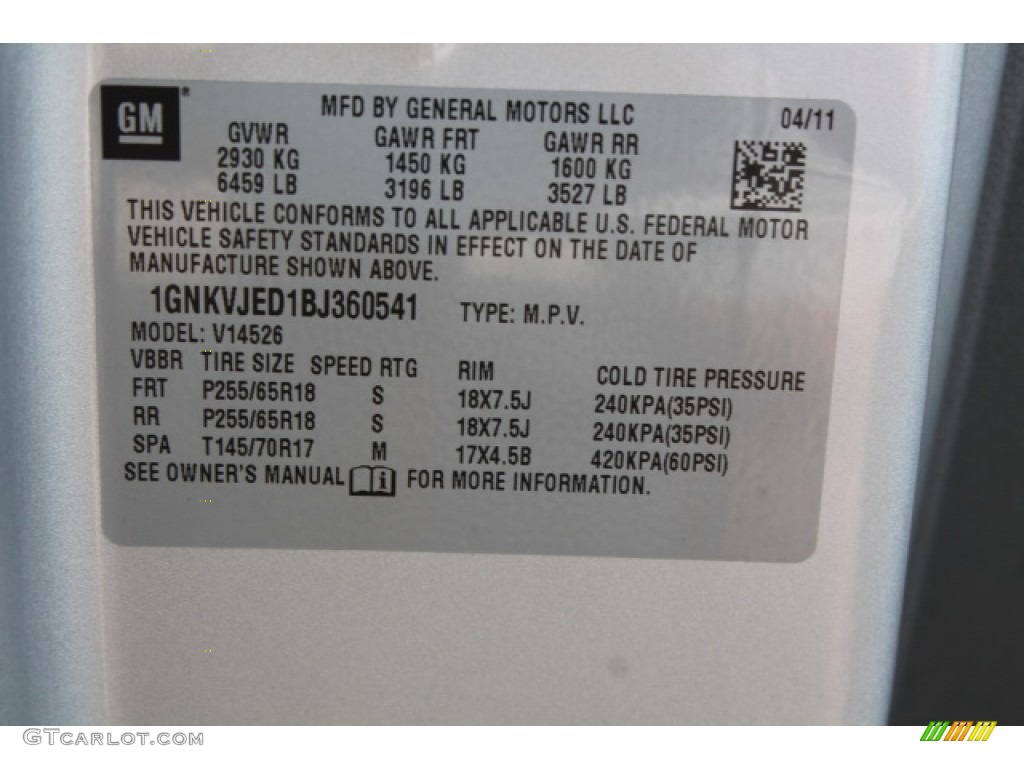 GM ®
MFD BY GENERAL MOTORS LLC 04/11
GVWR GAWR FRT GAWR RR
2930 KG 1450 KG 1600 KG
6459 LB 3196 LB 3527 LB
THIS VEHICLE CONFORMS TO ALL APPLICABLE U.S. FEDERAL MOTOR
VEHICLE SAFETY STANDARDS IN EFFECT ON THE DATE OF
MANUFACTURE SHOWN ABOVE.
1GNKVJED1BJ360541 TYPE: M.P.V.
MODEL: V14526
VBBR TIRE SIZE SPEED RTG RIM COLD TIRE PRESSURE
FRT P255/65R18 S 18X7.5J 240KPA(35PSI)
RR P255/65R18 S 18X7.5J 240KPA(35PSI)
SPA T145/70R17 M 17X4.5B 420KPA(60PSI)
SEE OWNER'S MANUAL i FOR MORE INFORMATION.
GTCARLOT.COM